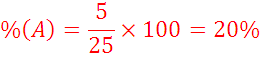 %(A) = 5/25 × 100 = 20%